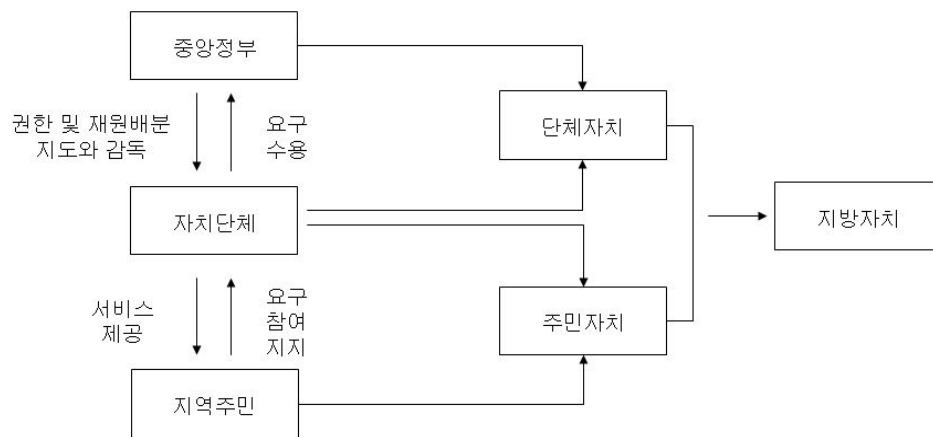 중앙정부
권한 및 재원배분
지도와 감독
요구
수용
단체자치
자치단체
지방자치
서비스
제공
요구
참여
지지
주민자치
지역주민